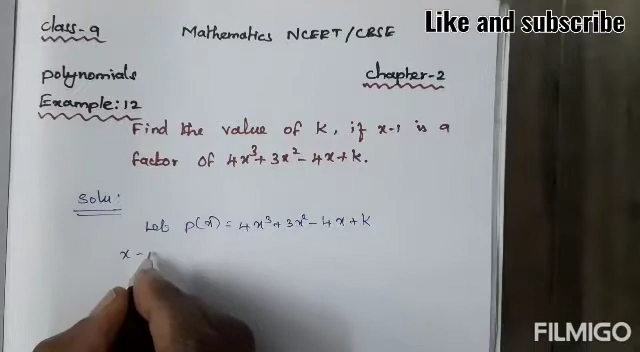 Like and subscribe
class-9
Mathematics NCERT/CBSE
polynomials
chapter-2
Example:12
Find the value of k, if x-1 is a
factor of 4x³+3x²-4x+k.
Solu:
Let p(x) = 4x³+3x²-4x+k
x-
FILMIGO